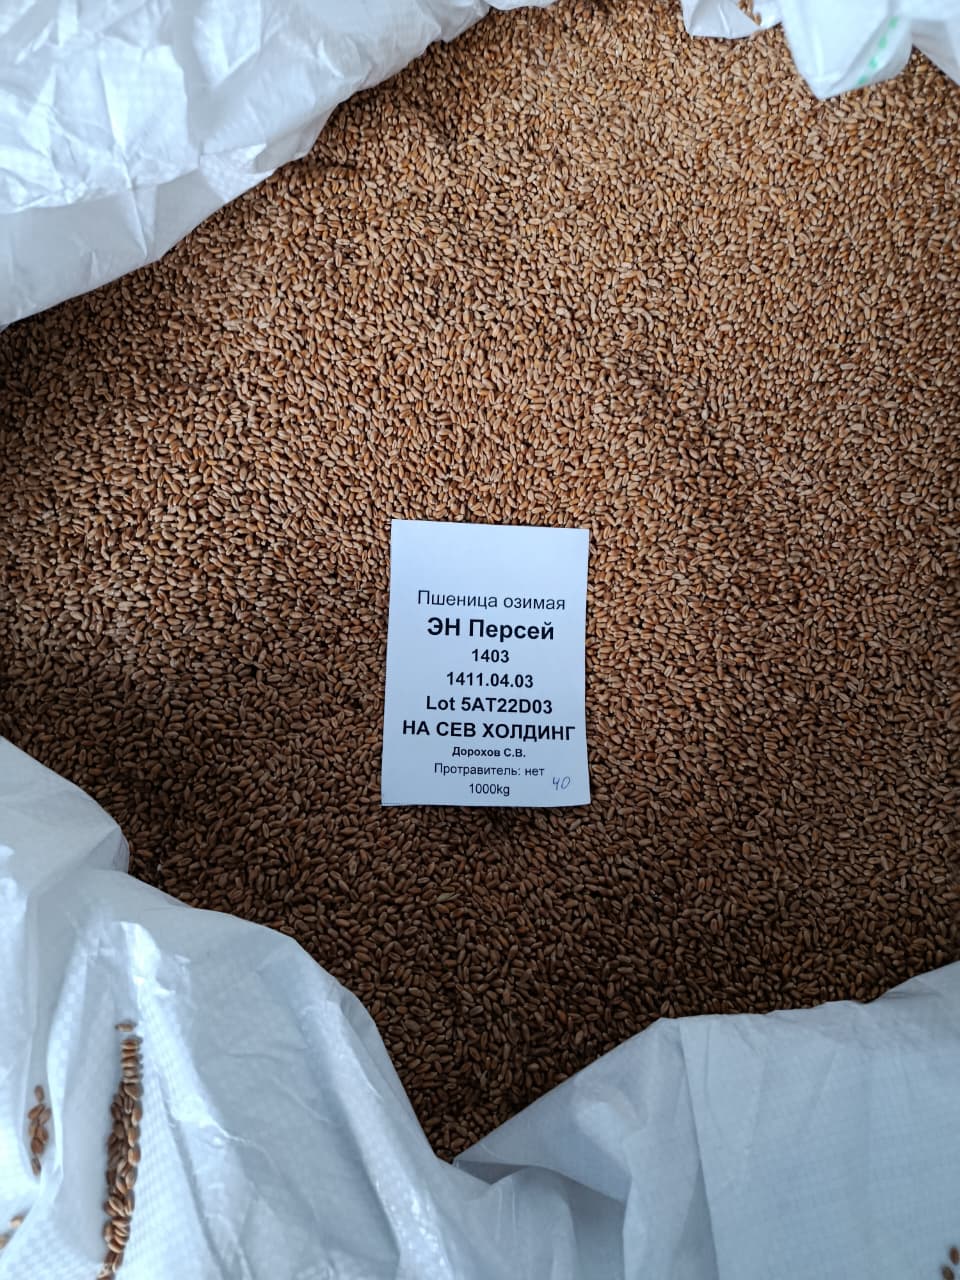 Пшеница озимая
ЭН Персей
1403
1411.04.03
Lot 5AT22D03
НА СЕВ ХОЛДИНГ
Дорохов С.В.
Протравитель: нет
1000kg 40